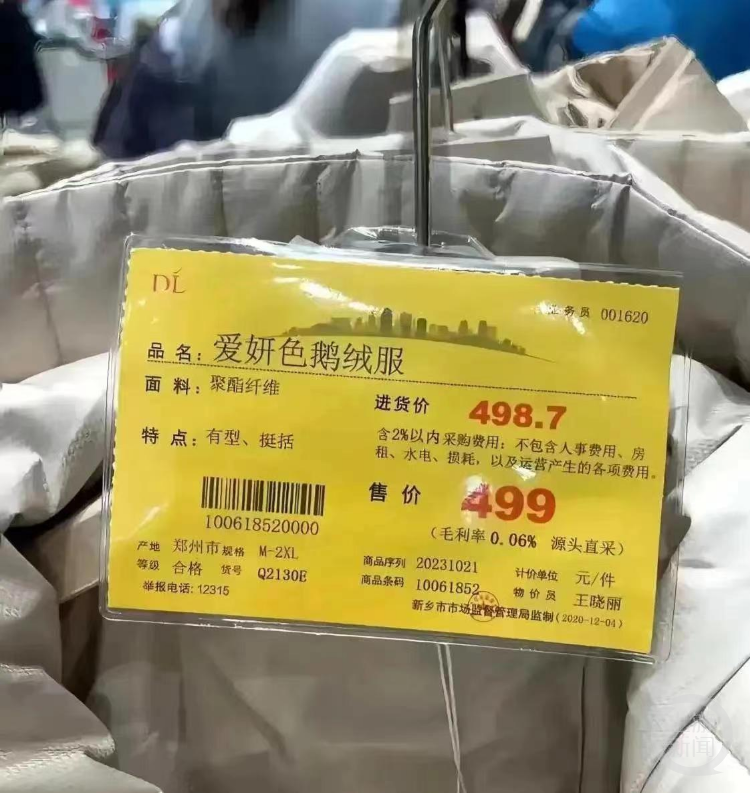 DL
务员 001620
品名：爱妍色鹅绒服
面料：聚酯纤维
进货价 498.7
含2%以内采购费用；不包含人事费用、房
租、水电、损耗，以及运营产生的各项费用。
特点：有型、挺括
售价 499
（毛利率 0.06% 源头直采）
100618520000
产地 郑州市 规格 M-2XL
等级 合格 货号 Q2130E
举报电话: 12315
商品序列 20231021 计价单位 元/件
商品条码 10061852 物价员 王晓丽
新乡市市场监督管理局监制(2020-12-04)
新闻